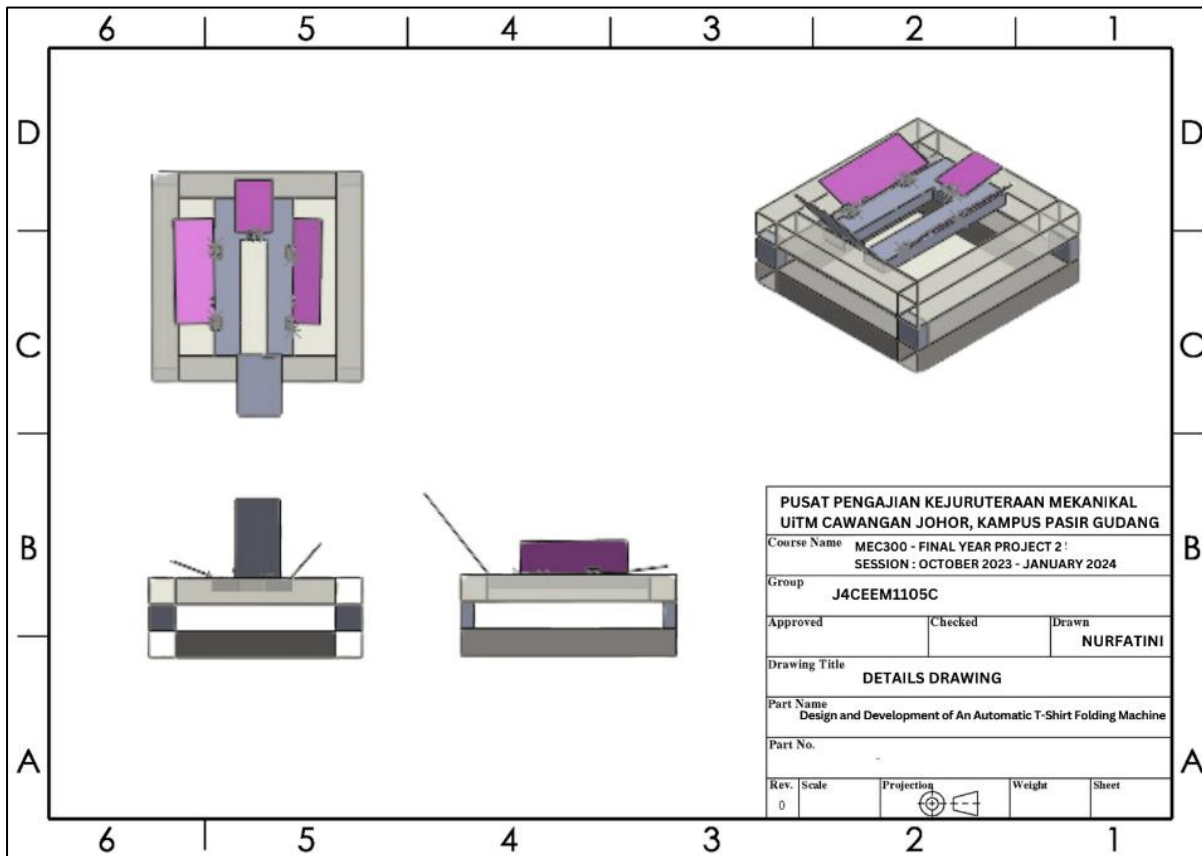 6 5 4 3 2 1
D D
C C
B B
A A
PUSAT PENGAJIAN KEJURUTERAAN MEKANIKAL
UiTM CAWANGAN JOHOR, KAMPUS PASIR GUDANG
Course Name MEC300 - FINAL YEAR PROJECT 2
SESSION : OCTOBER 2023 - JANUARY 2024
Group
J4CEEM1105C
Approved Checked Drawn
NURFATINI
Drawing Title
DETAILS DRAWING
Part Name
Design and Development of An Automatic T-Shirt Folding Machine
Part No.
-
Rev. Scale Projection Weight Sheet
0
6 5 4 3 2 1